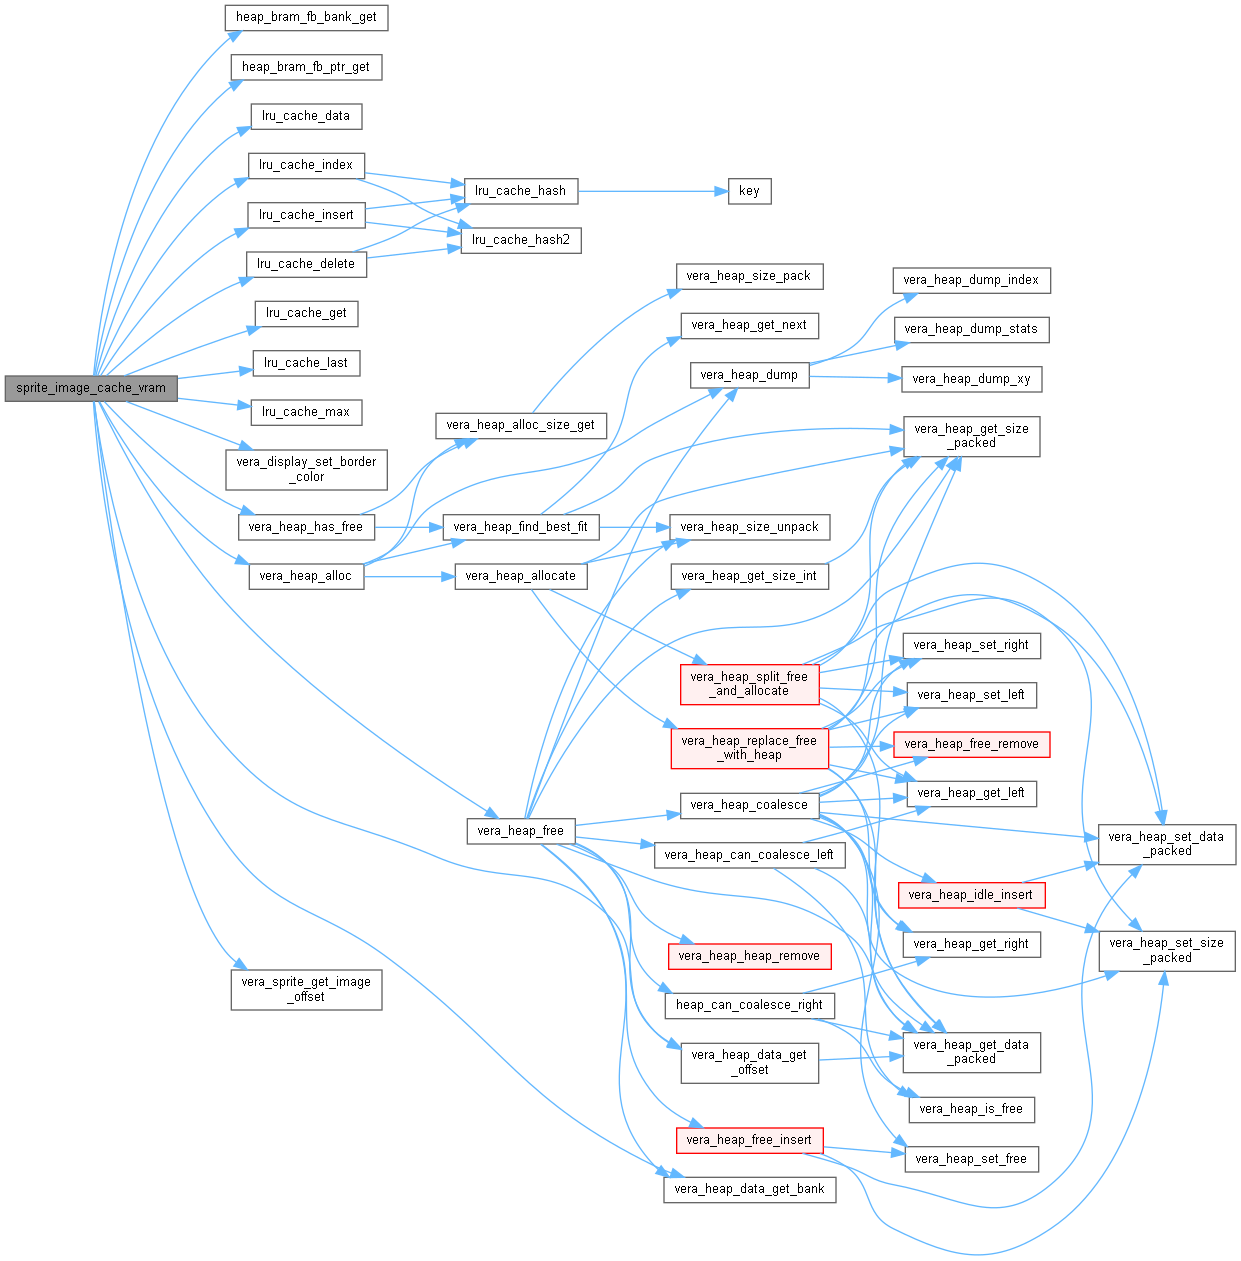 heap_bram_fb_bank_get
heap_bram_fb_ptr_get
lru_cache_data
lru_cache_index
lru_cache_hash
key
lru_cache_insert
lru_cache_hash2
lru_cache_delete
vera_heap_size_pack
vera_heap_dump_index
lru_cache_get
vera_heap_get_next
vera_heap_dump_stats
lru_cache_last
vera_heap_dump
vera_heap_dump_xy
sprite_image_cache_vram
lru_cache_max
vera_heap_alloc_size_get
vera_heap_get_size
_packed
vera_display_set_border
_color
vera_heap_has_free
vera_heap_find_best_fit
vera_heap_size_unpack
vera_heap_alloc
vera_heap_allocate
vera_heap_get_size_int
vera_heap_set_right
vera_heap_split_free
_and_allocate
vera_heap_set_left
vera_heap_replace_free
_with_heap
vera_heap_free_remove
vera_heap_get_left
vera_heap_coalesce
vera_heap_free
vera_heap_set_data
_packed
vera_heap_can_coalesce_left
vera_heap_idle_insert
vera_heap_get_right
vera_heap_set_size
_packed
vera_heap_heap_remove
vera_sprite_get_image
_offset
heap_can_coalesce_right
vera_heap_get_data
_packed
vera_heap_data_get
_offset
vera_heap_is_free
vera_heap_free_insert
vera_heap_set_free
vera_heap_data_get_bank